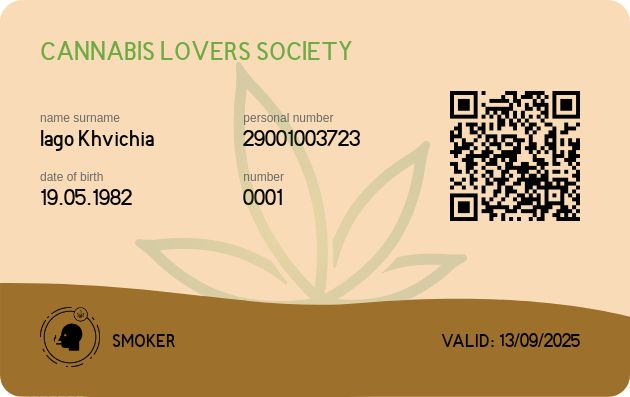 CANNABIS LOVERS SOCIETY
name surname
Iago Khvichia
personal number
29001003723
date of birth
19.05.1982
number
0001
SMOKER
VALID: 13/09/2025